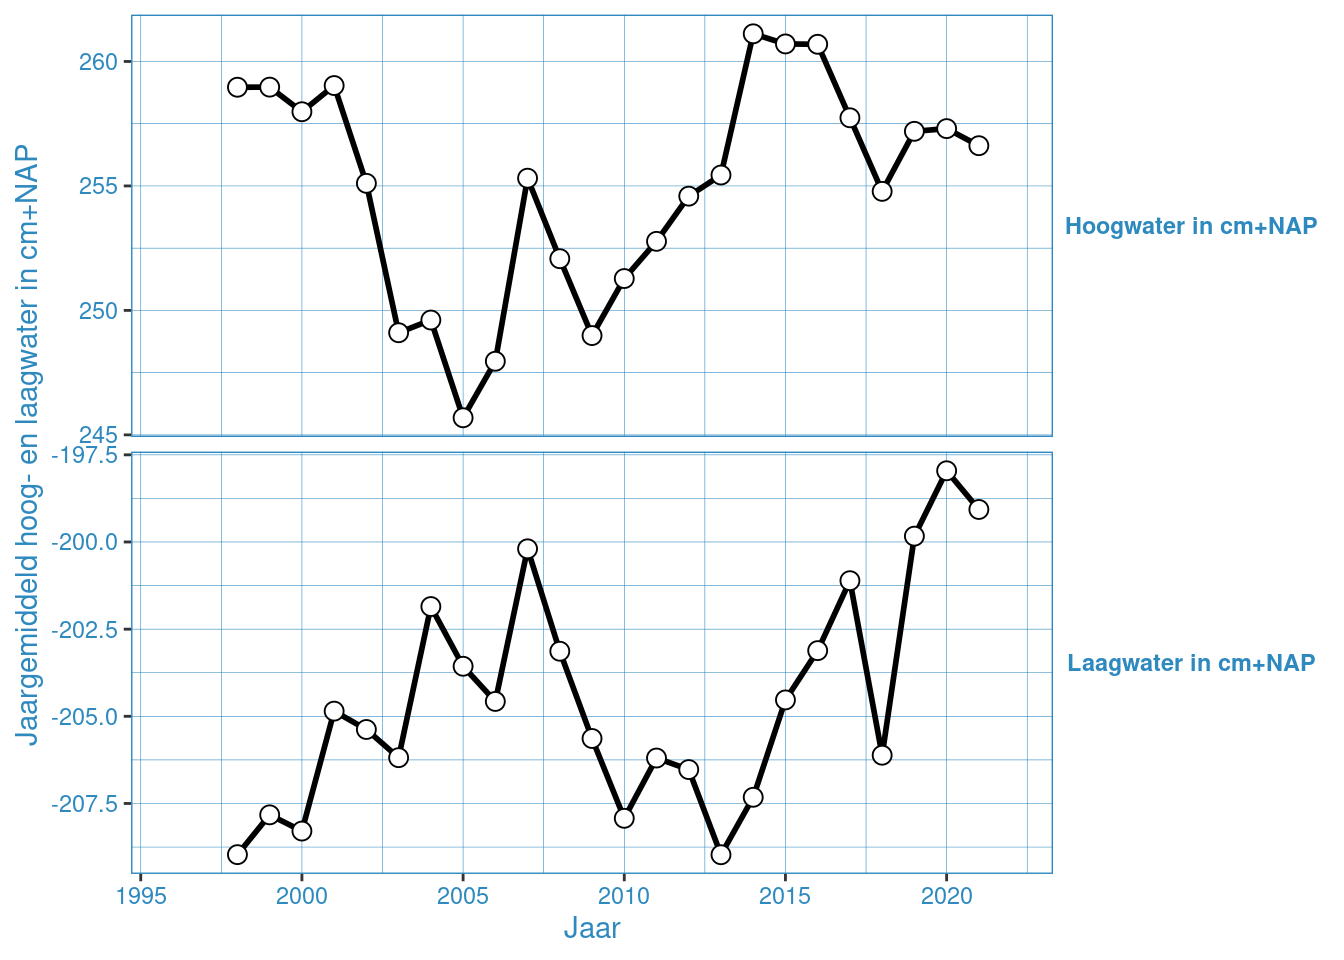 Jaargemiddeld hoog- en laagwater in cm+NAP
260
255
250
245
Hoogwater in cm+NAP
-197.5
-200.0
-202.5
-205.0
-207.5
Laagwater in cm+NAP
1995 2000 2005 2010 2015 2020
Jaar